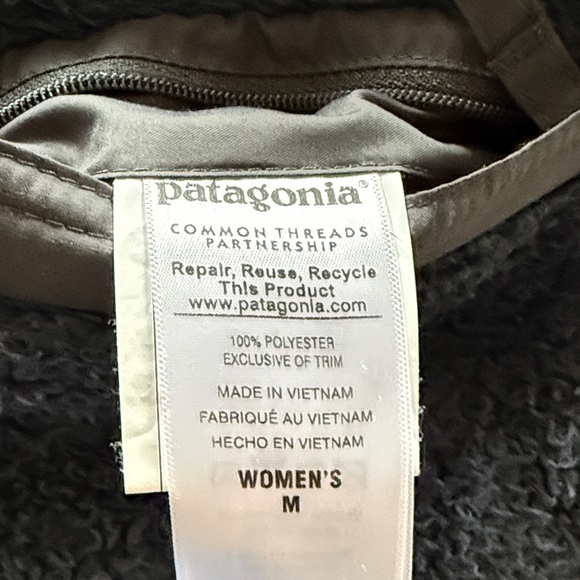 patagonia®
COMMON THREADS
PARTNERSHIP
Repair, Reuse, Recycle
This Product
www.patagonia.com
100% POLYESTER
EXCLUSIVE OF TRIM
MADE IN VIETNAM
FABRIQUÉ AU VIETNAM
HECHO EN VIETNAM
WOMEN'S
M